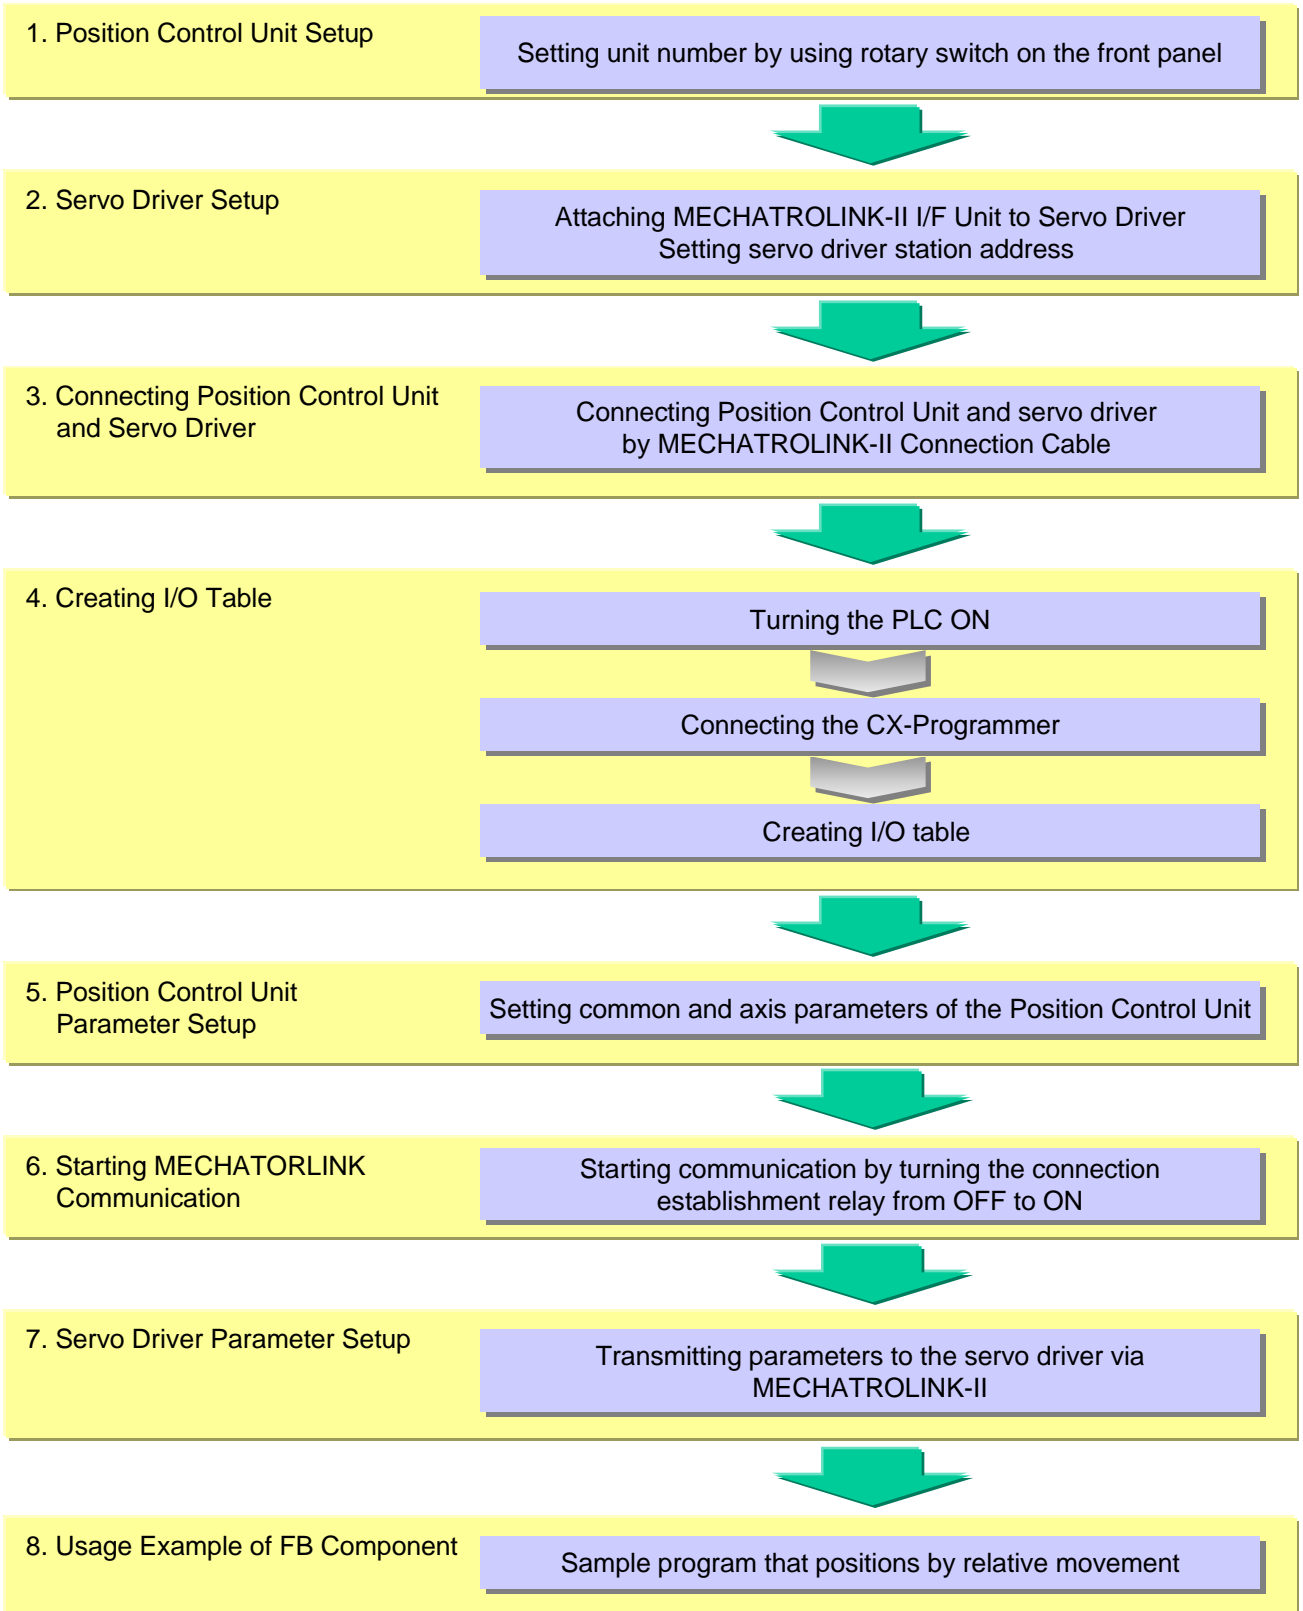 1. Position Control Unit Setup
Setting unit number by using rotary switch on the front panel
2. Servo Driver Setup
Attaching MECHATROLINK-II I/F Unit to Servo Driver
Setting servo driver station address
3. Connecting Position Control Unit
and Servo Driver
Connecting Position Control Unit and servo driver
by MECHATROLINK-II Connection Cable
4. Creating I/O Table
Turning the PLC ON
Connecting the CX-Programmer
Creating I/O table
5. Position Control Unit
Parameter Setup
Setting common and axis parameters of the Position Control Unit
6. Starting MECHATORLINK
Communication
Starting communication by turning the connection
establishment relay from OFF to ON
7. Servo Driver Parameter Setup
Transmitting parameters to the servo driver via
MECHATROLINK-II
8. Usage Example of FB Component
Sample program that positions by relative movement